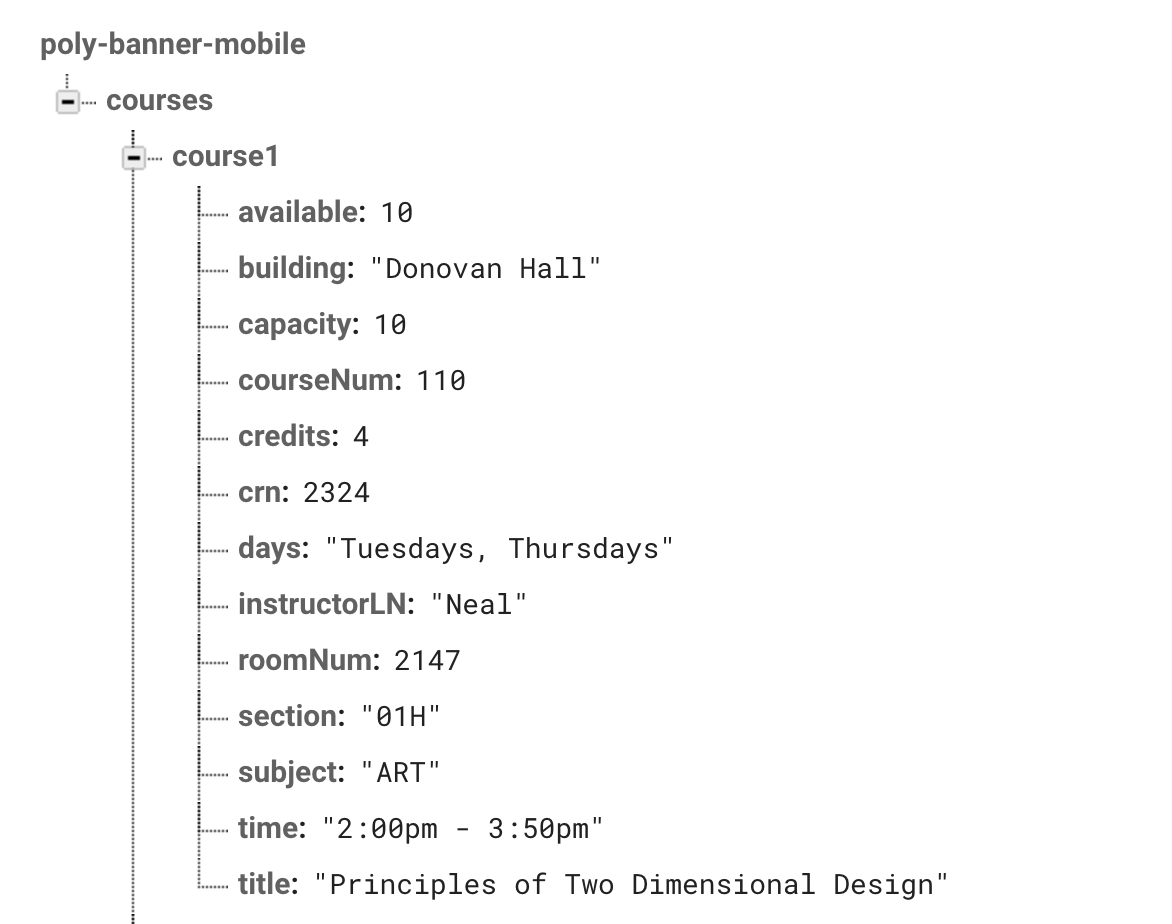 poly-banner-mobile
courses
course1
available: 10
building: "Donovan Hall"
capacity: 10
courseNum: 110
credits: 4
crn: 2324
days: "Tuesdays, Thursdays"
instructorLN: "Neal"
roomNum: 2147
section: "01H"
subject: "ART"
time: "2:00pm - 3:50pm"
title: "Principles of Two Dimensional Design"